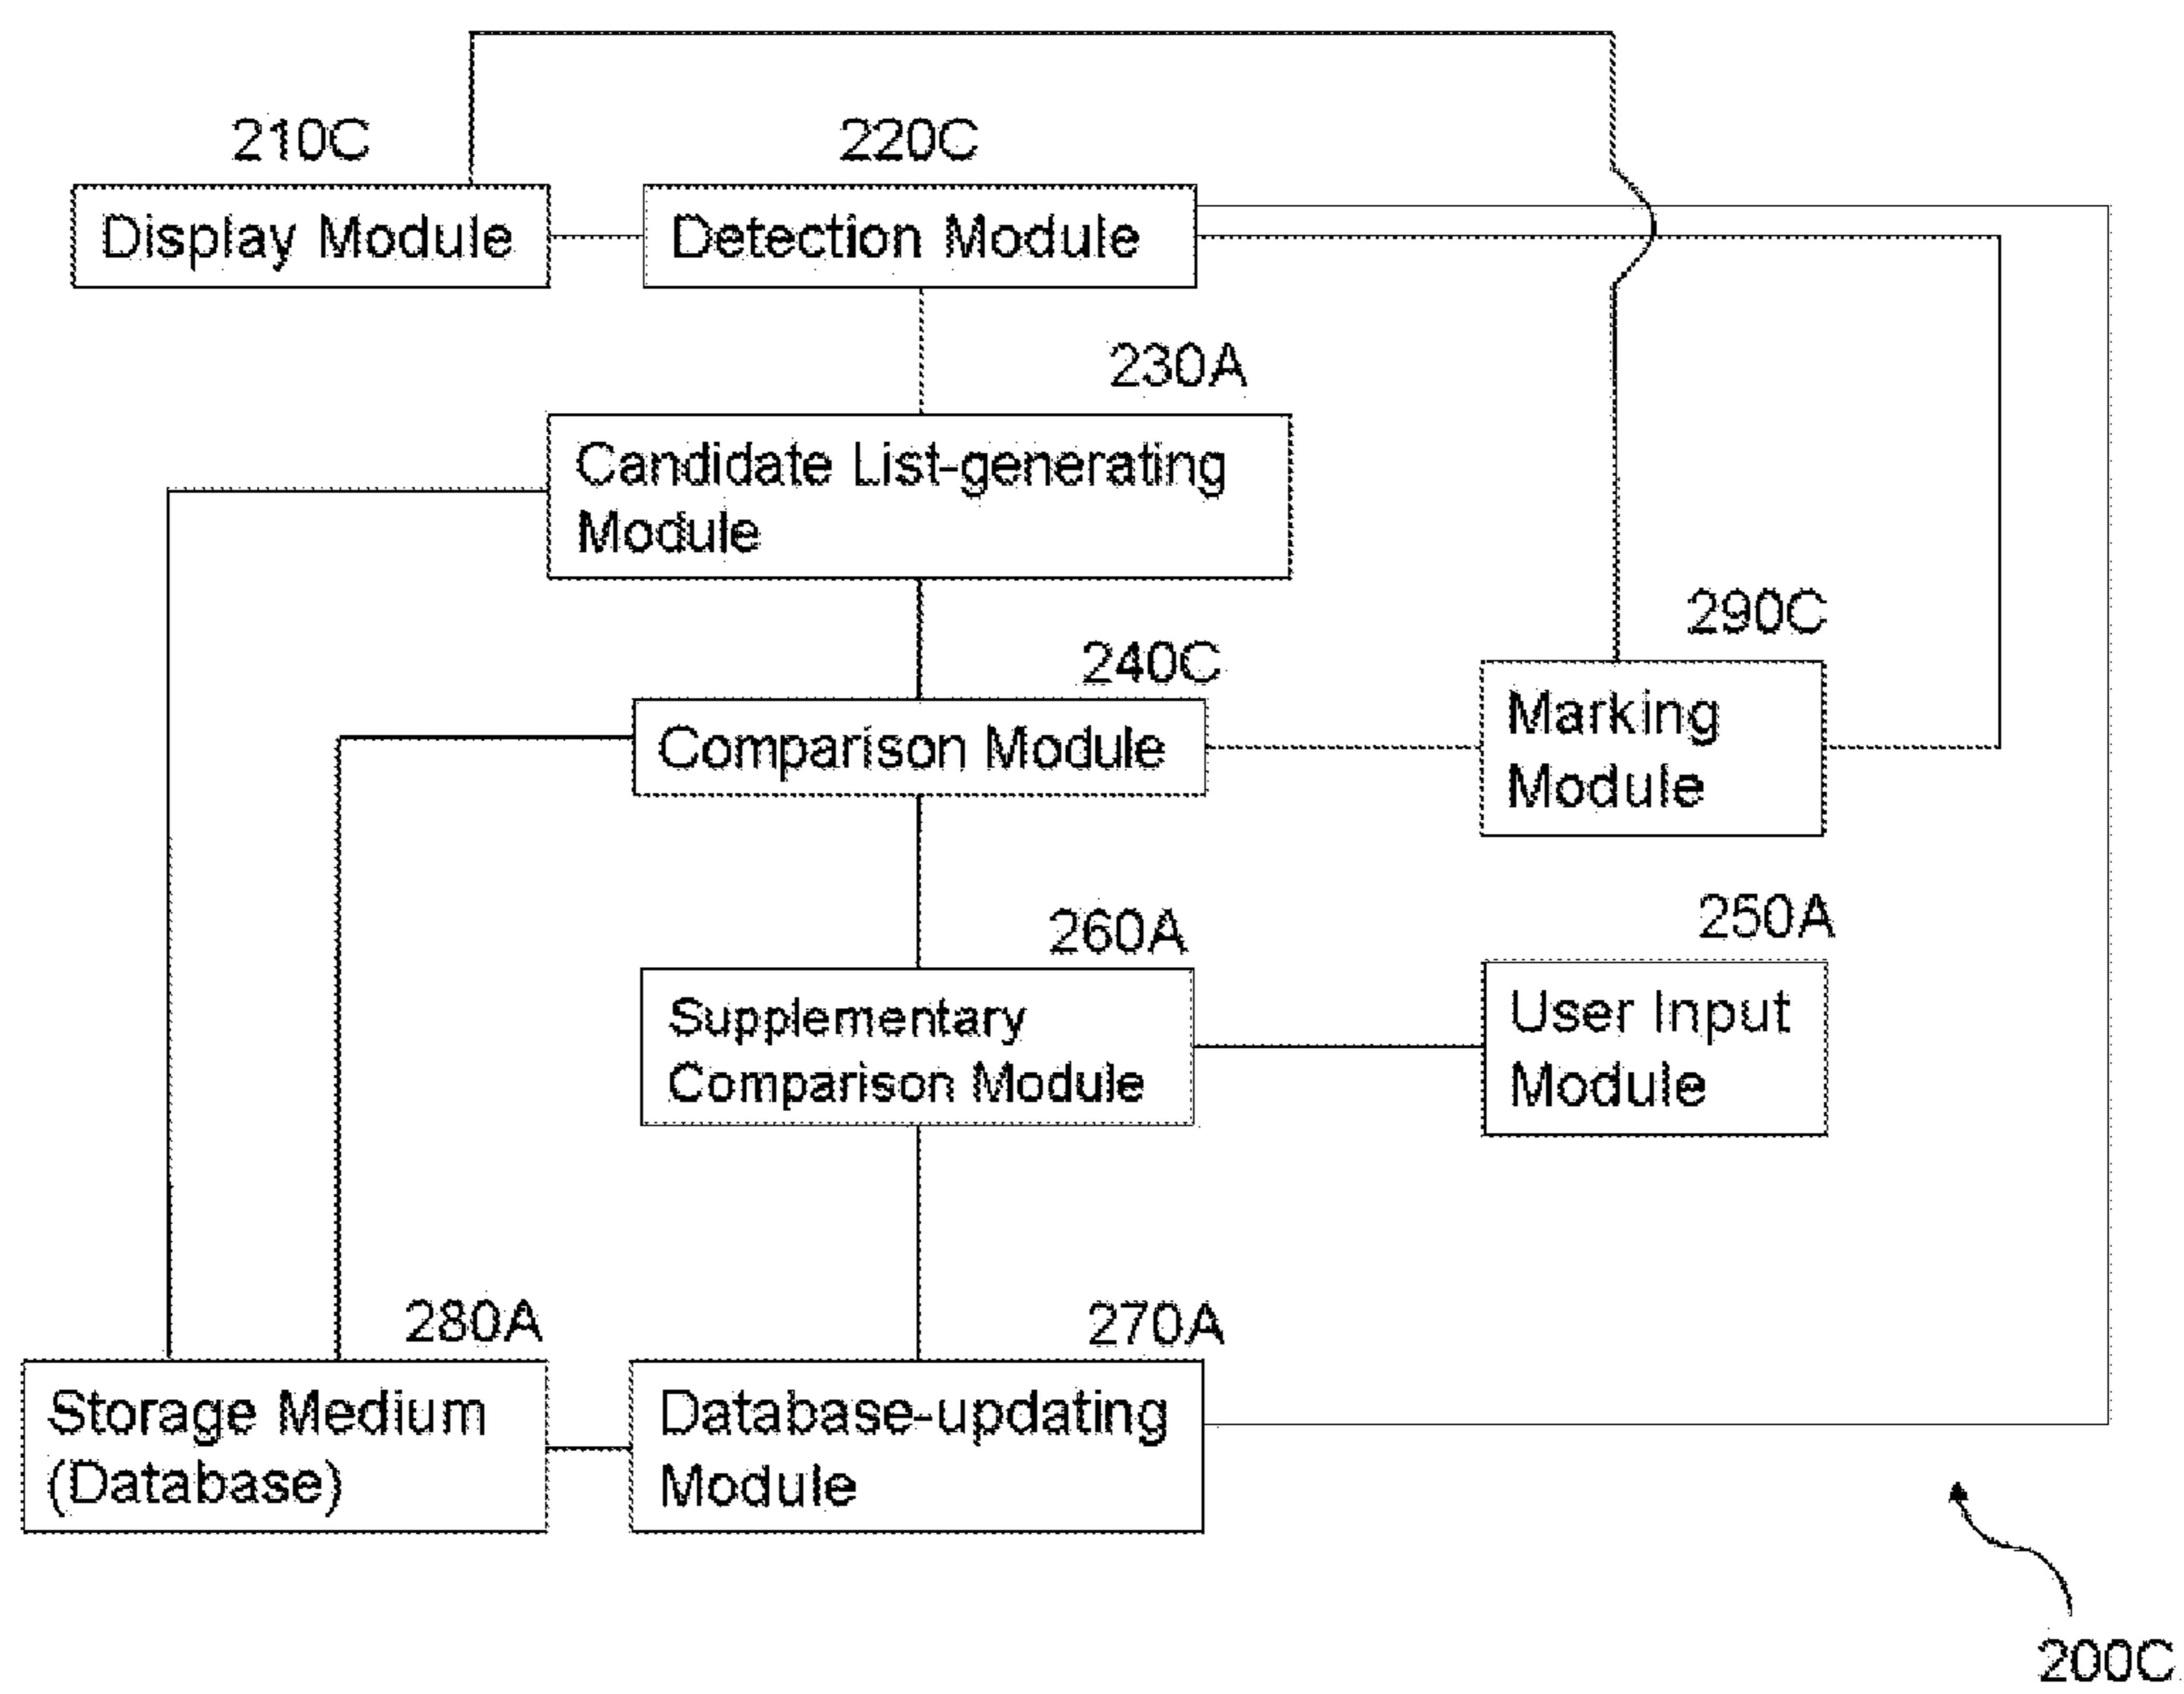 210C
220C
Display Module
Detection Module
230A
Candidate List-generating
Module
290C
240C
Comparison Module
Marking
Module
260A
250A
Supplementary
Comparison Module
User Input
Module
280A
270A
Storage Medium
(Database)
Database-updating
Module
200C